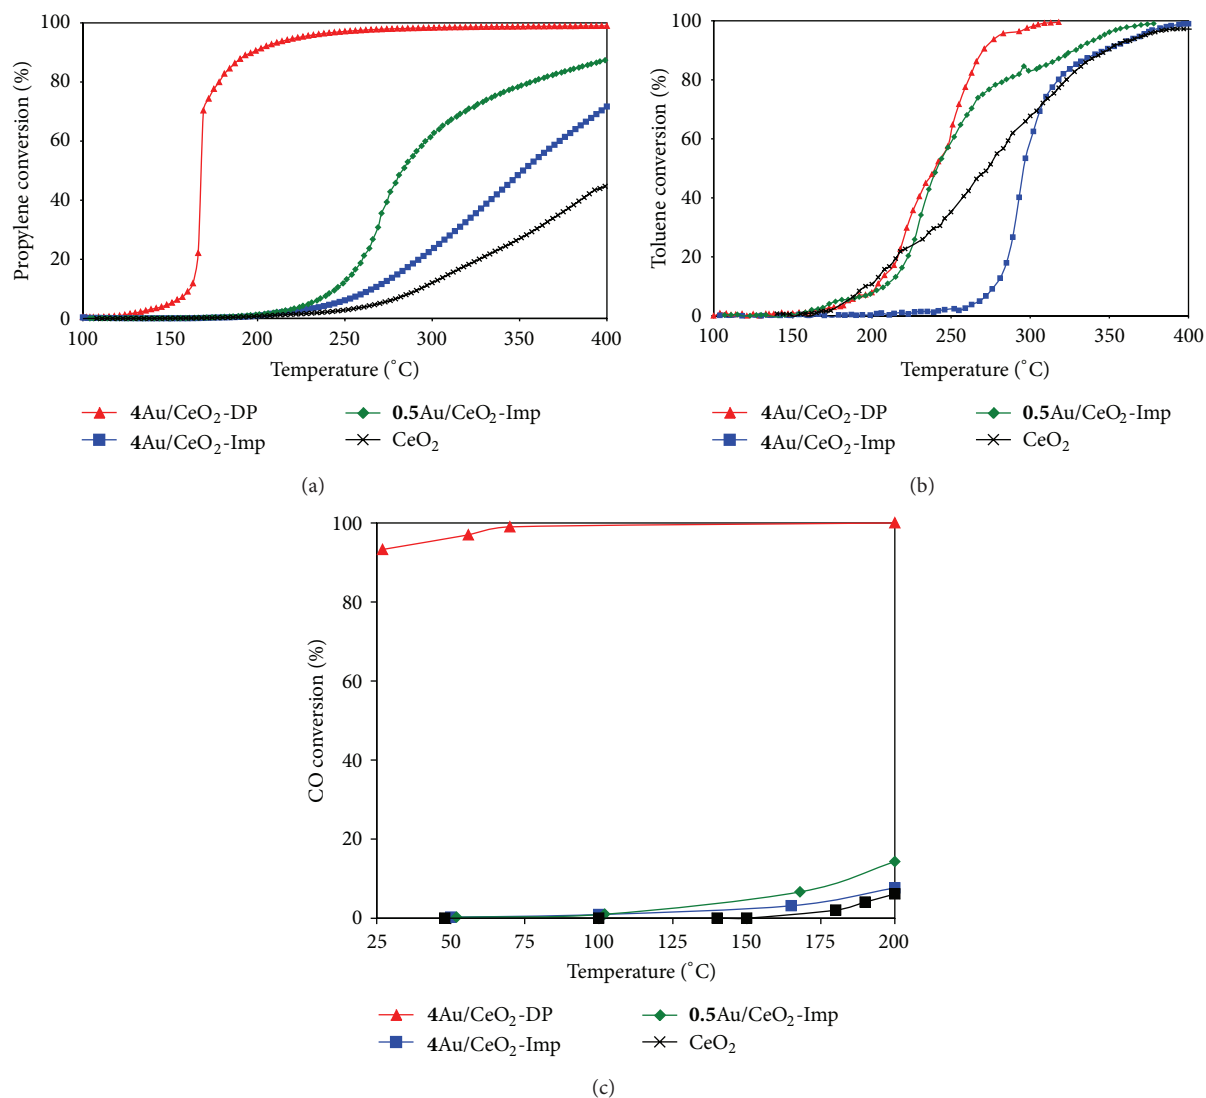 100
80
60
40
20
0
Propylene conversion (%)
100 150 200 250 300 350 400
Temperature (°C)
4Au/CeO₂-DP
0.5Au/CeO₂-Imp
4Au/CeO₂-Imp
CeO₂
(a)
100
80
60
40
20
0
Toluene conversion (%)
100 150 200 250 300 350 400
Temperature (°C)
4Au/CeO₂-DP
0.5Au/CeO₂-Imp
4Au/CeO₂-Imp
CeO₂
(b)
100
80
60
40
20
0
CO conversion (%)
25 50 75 100 125 150 175 200
Temperature (°C)
4Au/CeO₂-DP
0.5Au/CeO₂-Imp
4Au/CeO₂-Imp
CeO₂
(c)